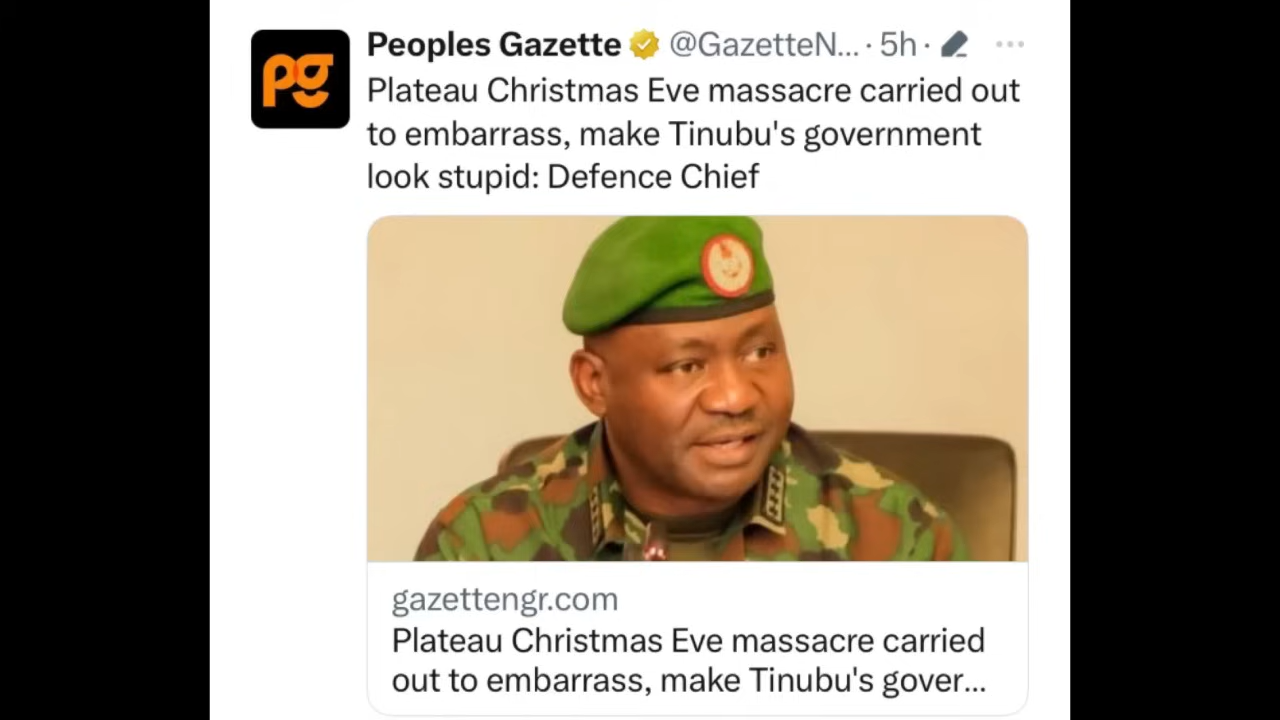 pg
Peoples Gazette @GazetteN... · 5h ·
Plateau Christmas Eve massacre carried out
to embarrass, make Tinubu's government
look stupid: Defence Chief
gazettengr.com
Plateau Christmas Eve massacre carried
out to embarrass, make Tinubu's gover...